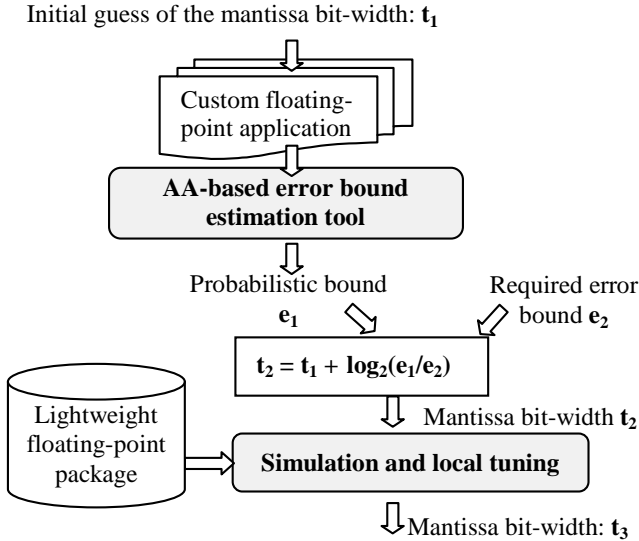 Initial guess of the mantissa bit-width: t1
Custom floating-
point application
AA-based error bound
estimation tool
Probabilistic bound
e1
Required error
bound e2
t2 = t1 + log2(e1/e2)
Mantissa bit-width t2
Lightweight
floating-point
package
Simulation and local tuning
Mantissa bit-width: t3